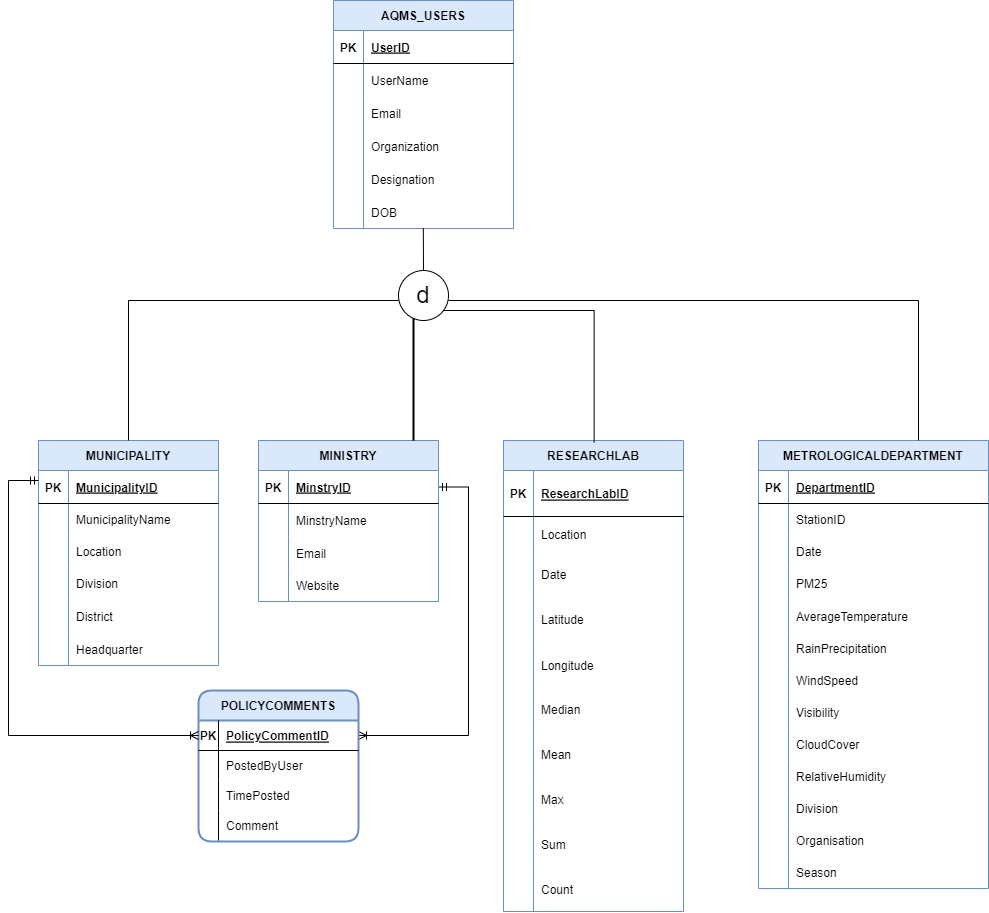 AQMS_USERS
PK UserID
UserName
Email
Organization
Designation
DOB
d
MUNICIPALITY
PK MunicipalityID
MunicipalityName
Location
Division
District
Headquarter
MINISTRY
PK MinstryID
MinstryName
Email
Website
RESEARCHLAB
PK ResearchLabID
Location
Date
Latitude
Longitude
Median
Mean
Max
Sum
Count
METROLOGICALDEPARTMENT
PK DepartmentID
StationID
Date
PM25
AverageTemperature
RainPrecipitation
WindSpeed
Visibility
CloudCover
RelativeHumidity
Division
Organisation
Season
POLICYCOMMENTS
PK PolicyCommentID
PostedByUser
TimePosted
Comment